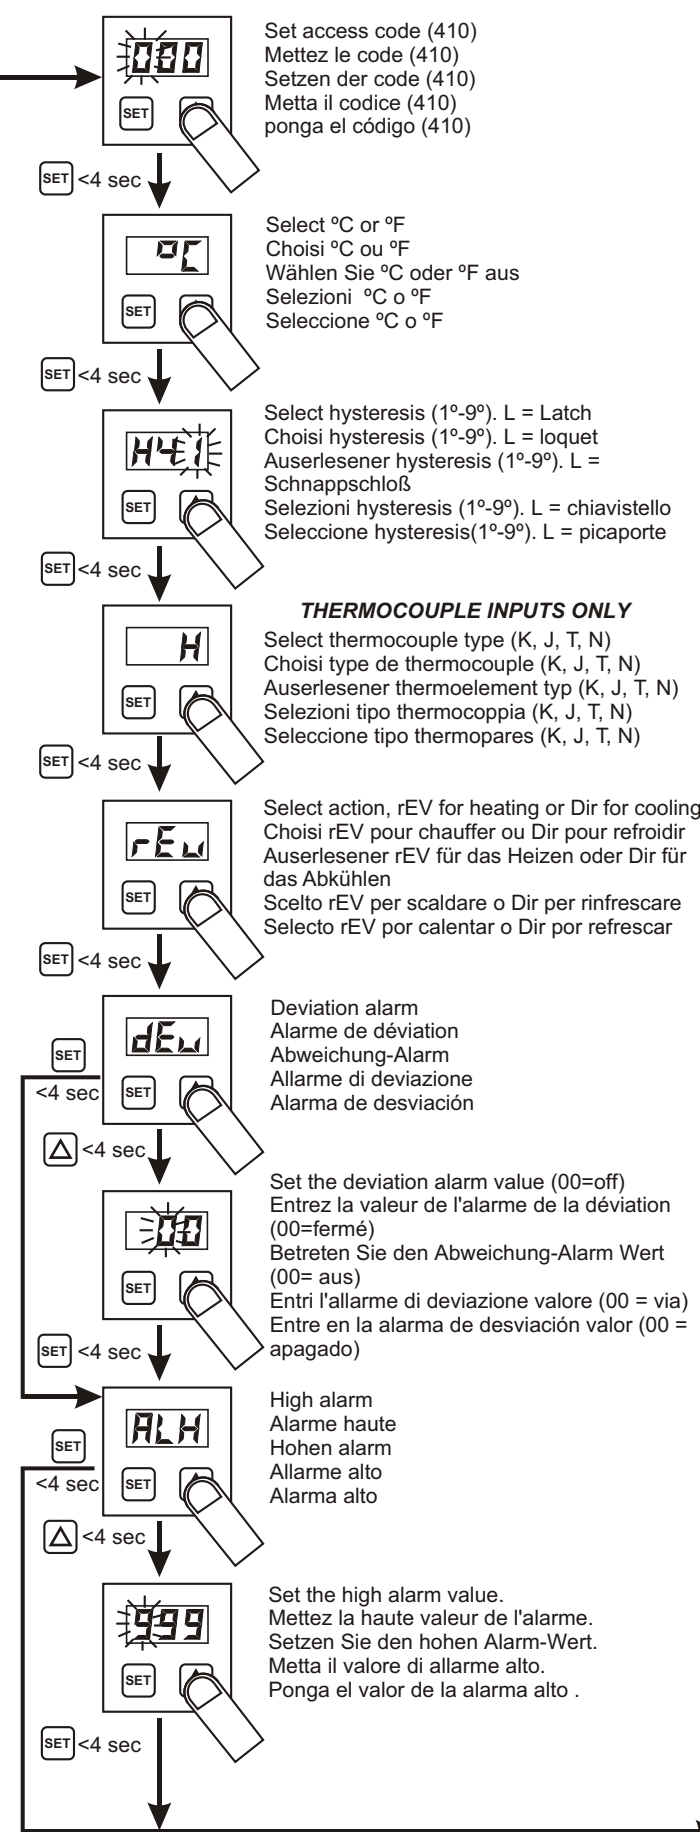 000
Set access code (410)
Mettez le code (410)
Setzen der code (410)
Metta il codice (410)
ponga el código (410)
SET
SET <4 sec
ºC
Select ºC or ºF
Choisi ºC ou ºF
Wählen Sie ºC oder ºF aus
Selezioni ºC o ºF
Seleccione ºC o ºF
SET
SET <4 sec
HYt 1
Select hysteresis (1º-9º). L = Latch
Choisi hysteresis (1º-9º). L = loquet
Auserlesener hysteresis (1º-9º). L =
Schnappschloß
Selezioni hysteresis (1º-9º). L = chiavistello
Seleccione hysteresis(1º-9º). L = picaporte
SET
SET <4 sec
THERMOCOUPLE INPUTS ONLY
H
Select thermocouple type (K, J, T, N)
Choisi type de thermocouple (K, J, T, N)
Auserlesener thermoelement typ (K, J, T, N)
Selezioni tipo thermocoppia (K, J, T, N)
Seleccione tipo thermopares (K, J, T, N)
SET
SET <4 sec
rEv
Select action, rEV for heating or Dir for cooling
Choisi rEV pour chauffer ou Dir pour refroidir
Auserlesener rEV für das Heizen oder Dir für
das Abkühlen
Scelto rEV per scaldare o Dir per rinfrescare
Selecto rEV por calentar o Dir por refrescar
SET
SET <4 sec
dEv
Deviation alarm
Alarme de déviation
Abweichung-Alarm
Allarme di deviazione
Alarma de desviación
SET
<4 sec
SET
△ <4 sec
00
Set the deviation alarm value (00=off)
Entrez la valeur de l'alarme de la déviation
(00=fermé)
Betreten Sie den Abweichung-Alarm Wert
(00= aus)
Entri l'allarme di deviazione valore (00 = via)
Entre en la alarma de desviación valor (00 =
apagado)
SET
SET <4 sec
ALH
High alarm
Alarme haute
Hohen alarm
Allarme alto
Alarma alto
SET
<4 sec
SET
△ <4 sec
999
Set the high alarm value.
Mettez la haute valeur de l'alarme.
Setzen Sie den hohen Alarm-Wert.
Metta il valore di allarme alto.
Ponga el valor de la alarma alto .
SET
SET <4 sec